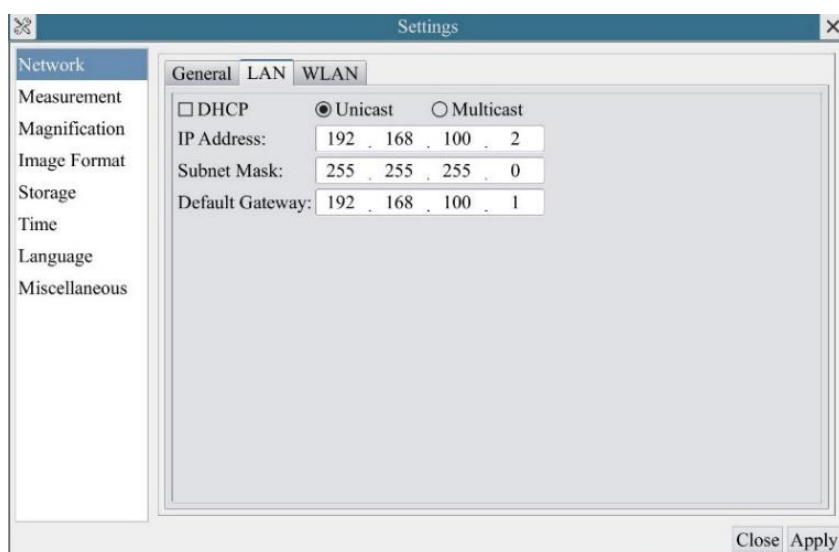 Settings
Network
Measurement
Magnification
Image Format
Storage
Time
Language
Miscellaneous
General LAN WLAN
DHCP Unicast Multicast
IP Address: 192 . 168 . 100 . 2
Subnet Mask: 255 . 255 . 255 . 0
Default Gateway: 192 . 168 . 100 . 1
Close Apply